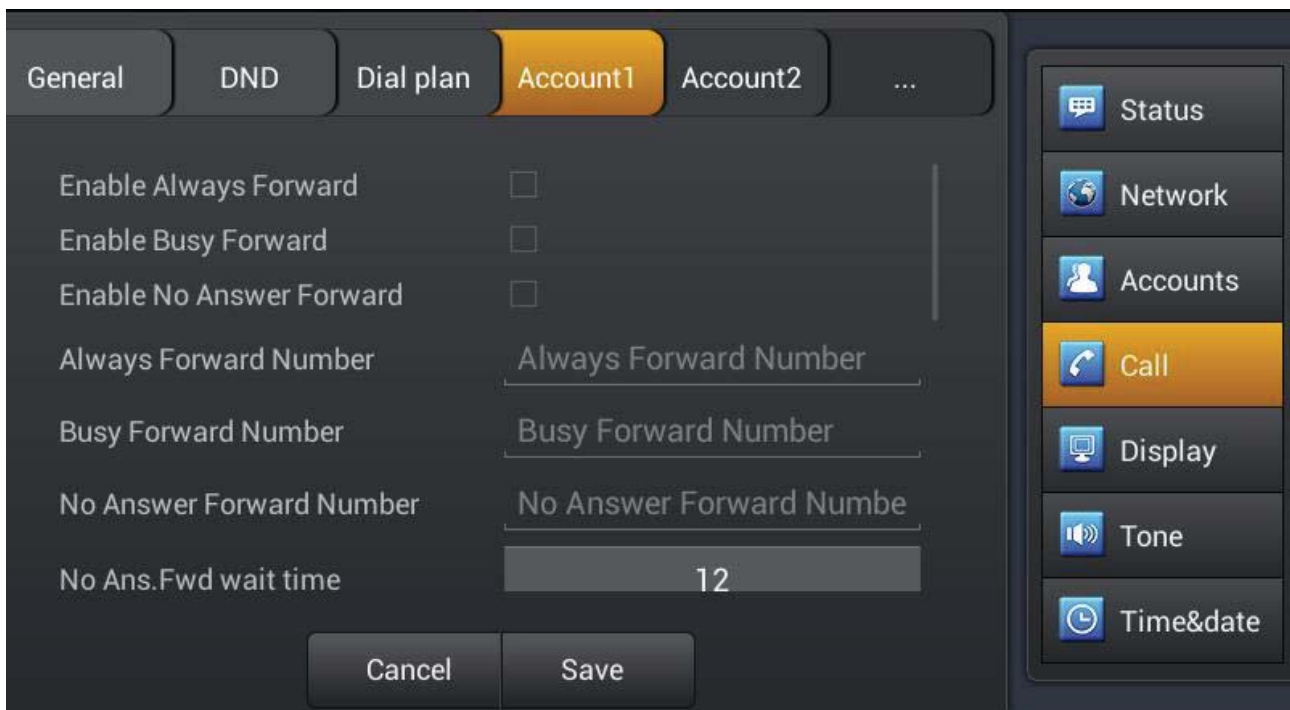 General DND Dial plan Account1 Account2 ...
Enable Always Forward
Enable Busy Forward
Enable No Answer Forward
Always Forward Number Always Forward Number
Busy Forward Number Busy Forward Number
No Answer Forward Number No Answer Forward Numbe
No Ans.Fwd wait time 12
Cancel Save
Status
Network
Accounts
Call
Display
Tone
Time&date